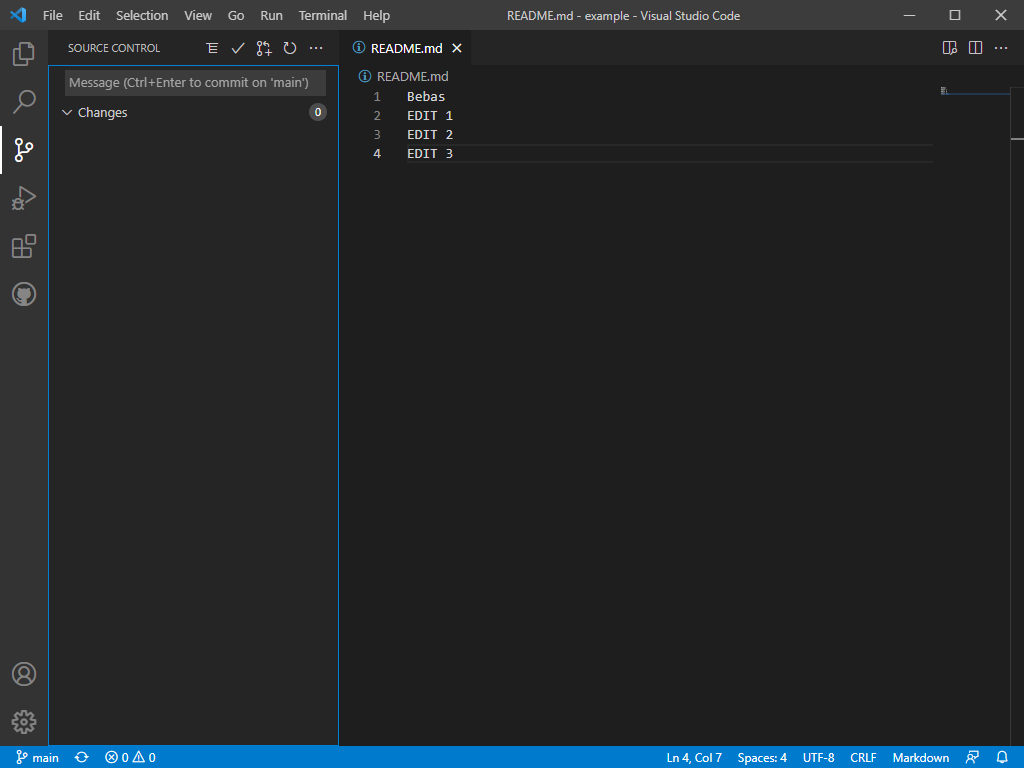 File Edit Selection View Go Run Terminal Help
README.md - example - Visual Studio Code
SOURCE CONTROL
Message (Ctrl+Enter to commit on 'main')
Changes 0
README.md
README.md
1 Bebas
2 EDIT 1
3 EDIT 2
4 EDIT 3
main 0 0 Ln 4, Col 7 Spaces: 4 UTF-8 CRLF Markdown